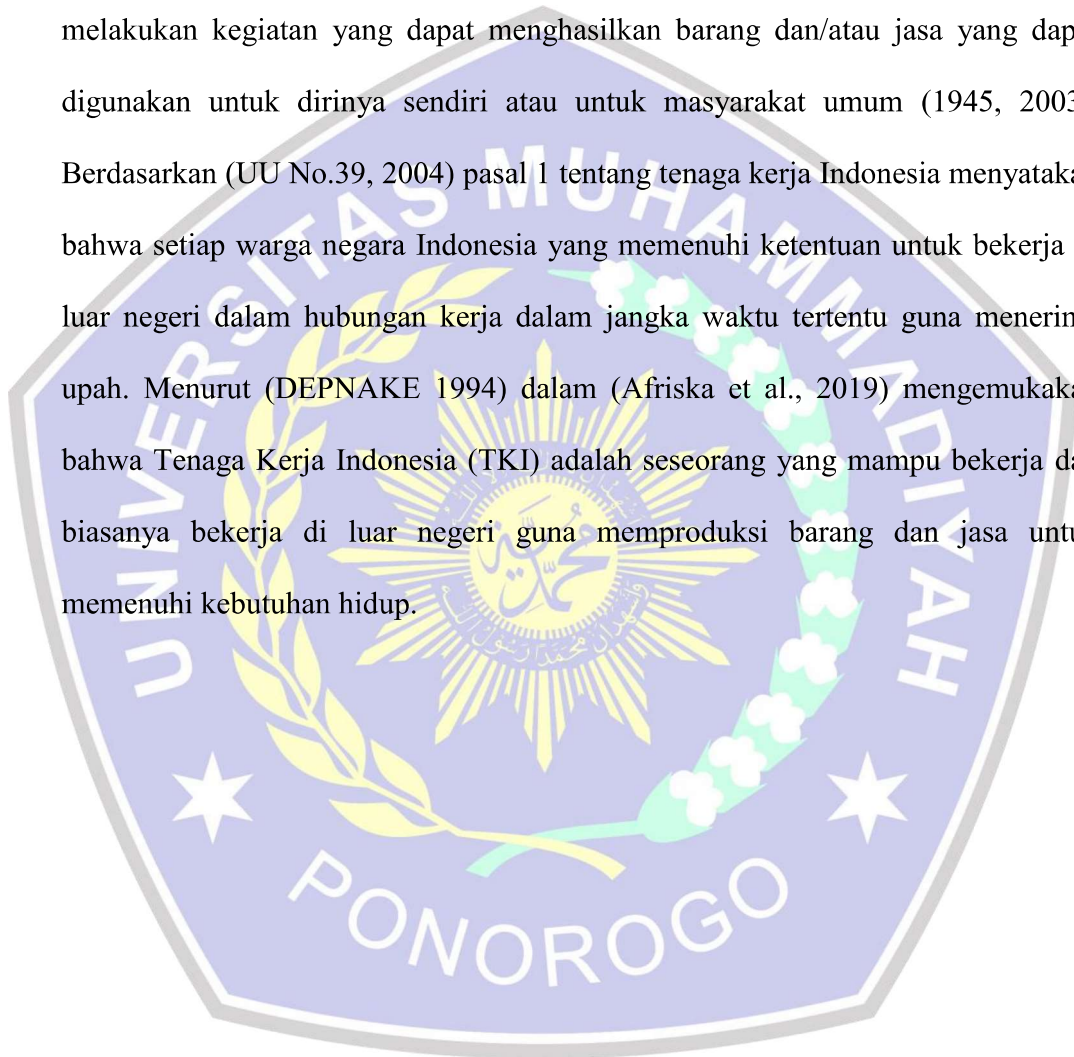 melakukan kegiatan yang dapat menghasilkan barang dan/atau jasa yang dap
digunakan untuk dirinya sendiri atau untuk masyarakat umum (1945, 2003
Berdasarkan (UU No.39, 2004) pasal 1 tentang tenaga kerja Indonesia menyataka
bahwa setiap warga negara Indonesia yang memenuhi ketentuan untuk bekerja
luar negeri dalam hubungan kerja dalam jangka waktu tertentu guna menerim
upah. Menurut (DEPNAKE 1994) dalam (Afriska et al., 2019) mengemukaka
bahwa Tenaga Kerja Indonesia (TKI) adalah seseorang yang mampu bekerja da
biasanya bekerja di luar negeri guna memproduksi barang dan jasa untu
memenuhi kebutuhan hidup.
UNIVERSITAS MUHAMMADIYAH
PONOROGO
محمد